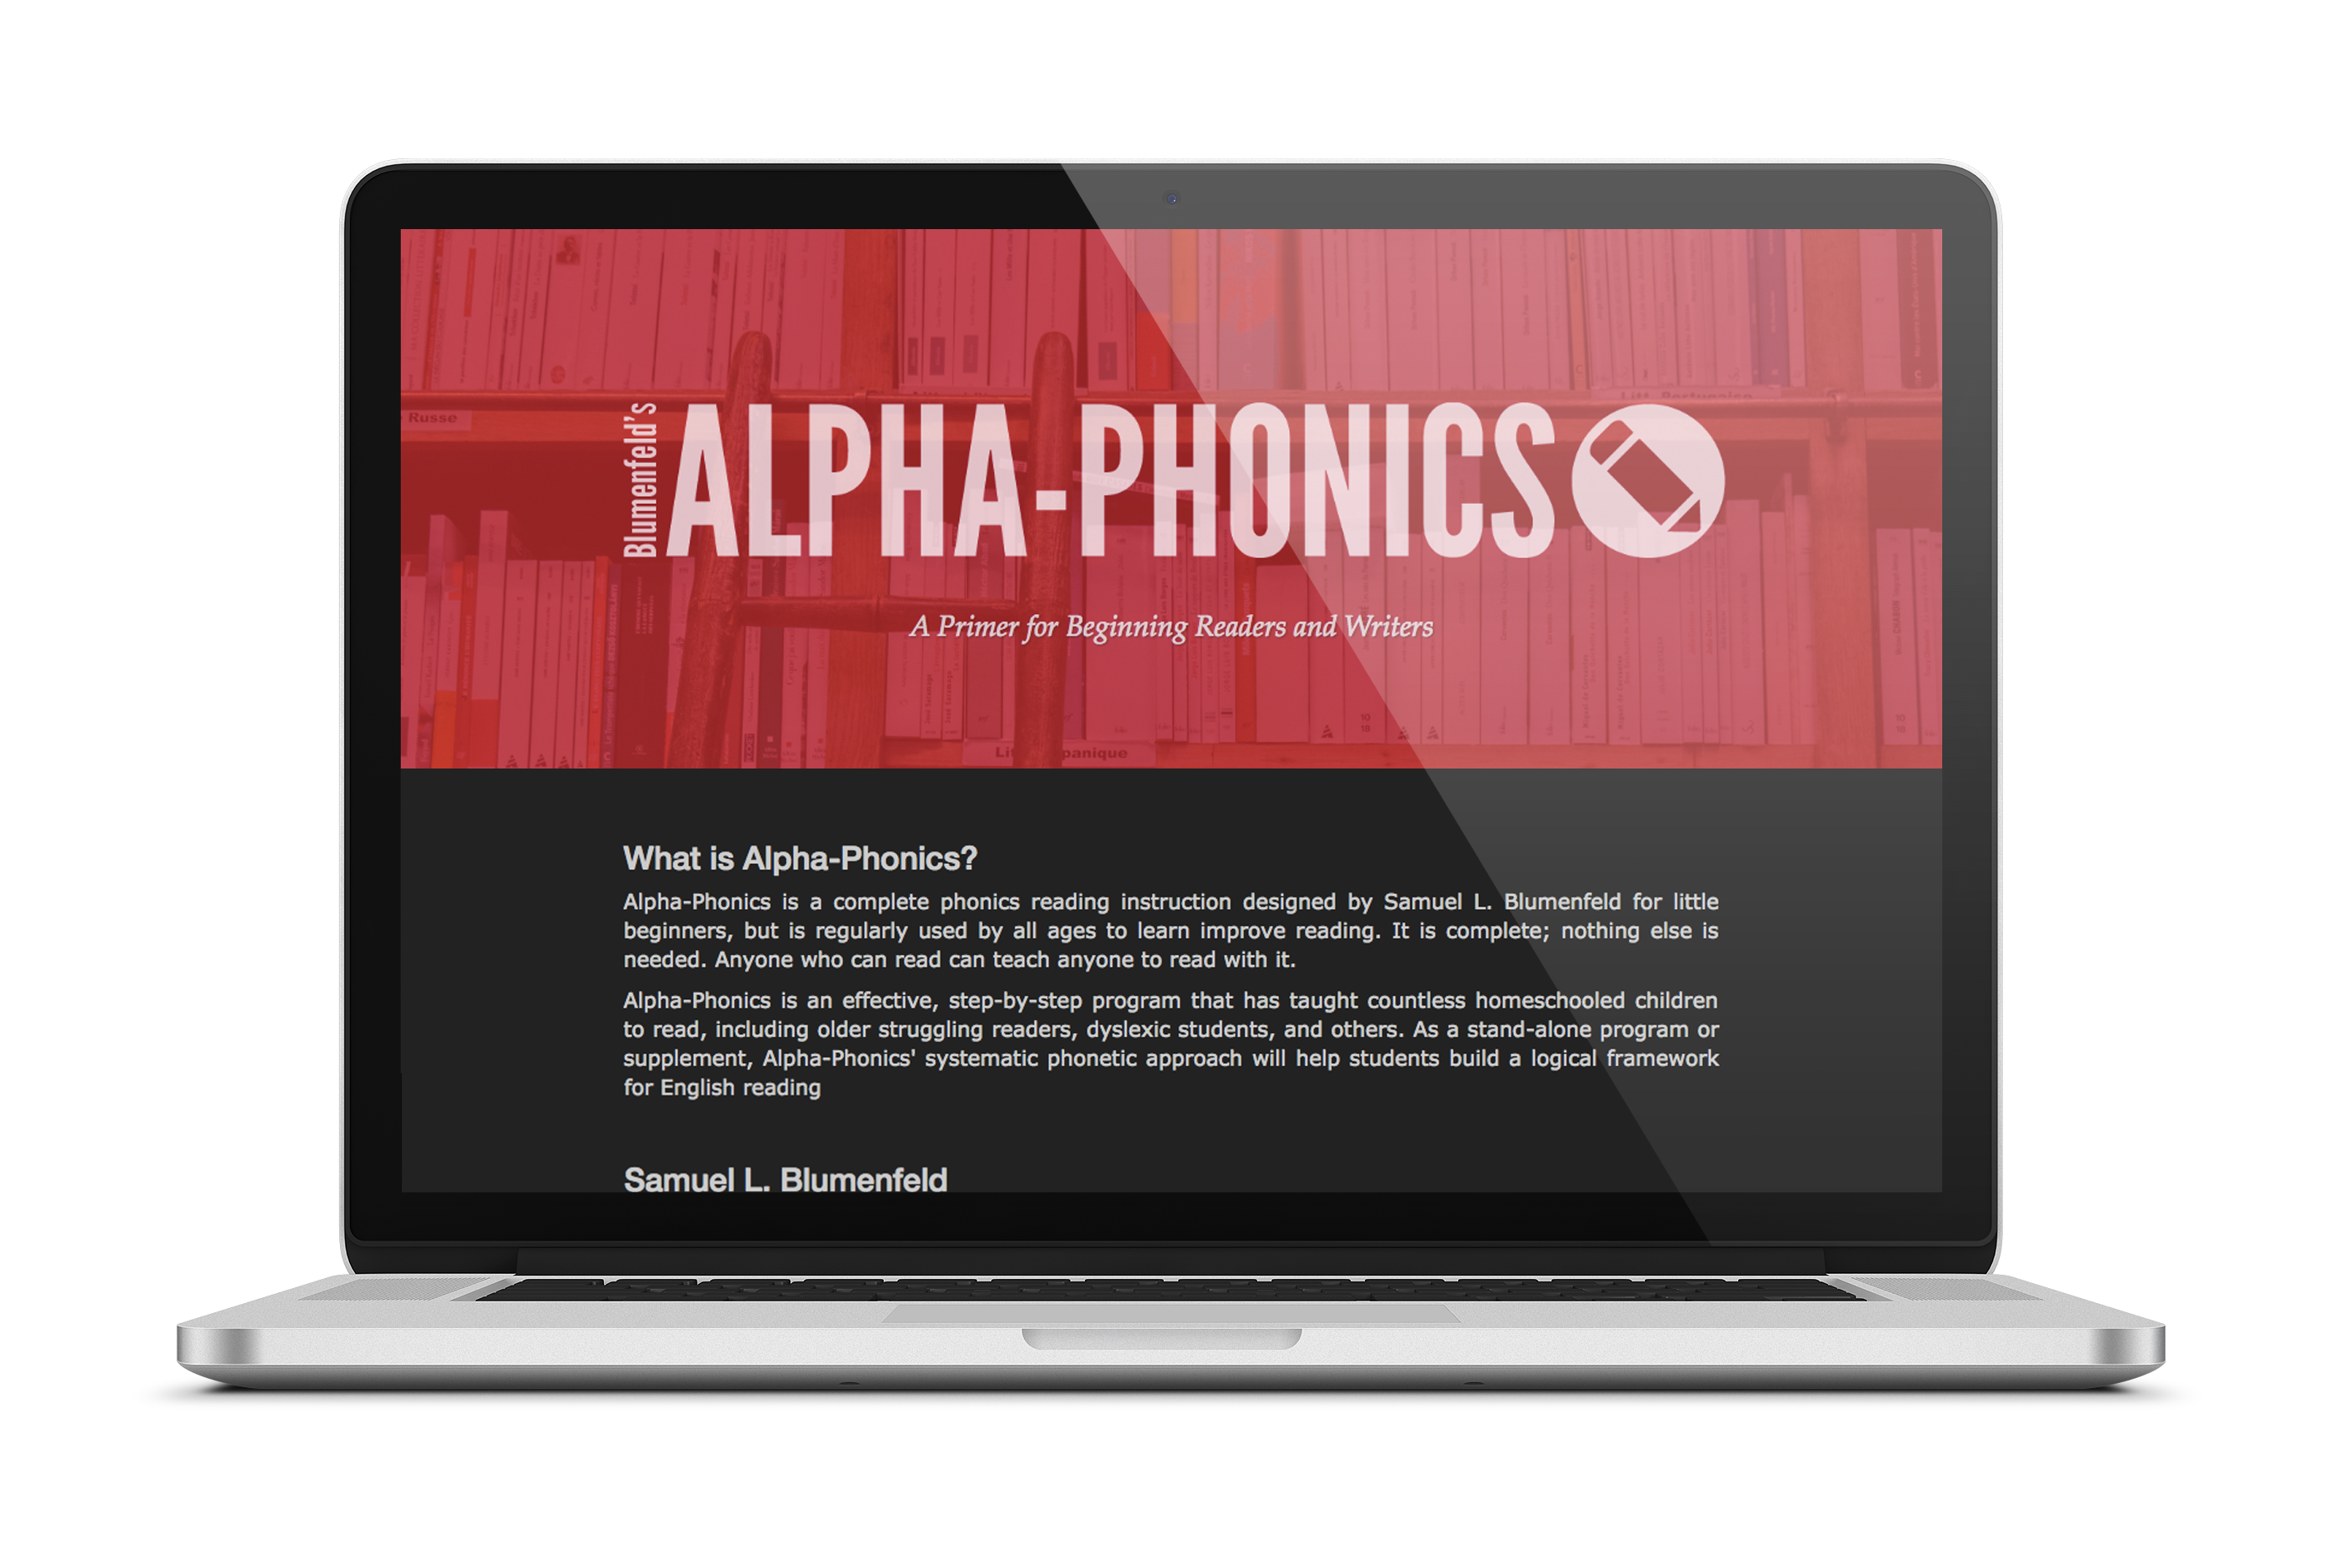 Russe
Blumenfeld's
ALPHA-PHONICS
A Primer for Beginning Readers and Writers
What is Alpha-Phonics?
Alpha-Phonics is a complete phonics reading instruction designed by Samuel L. Blumenfeld for little
beginners, but is regularly used by all ages to learn improve reading. It is complete; nothing else is
needed. Anyone who can read can teach anyone to read with it.
Alpha-Phonics is an effective, step-by-step program that has taught countless homeschooled children
to read, including older struggling readers, dyslexic students, and others. As a stand-alone program or
supplement, Alpha-Phonics' systematic phonetic approach will help students build a logical framework
for English reading
Samuel L. Blumenfeld